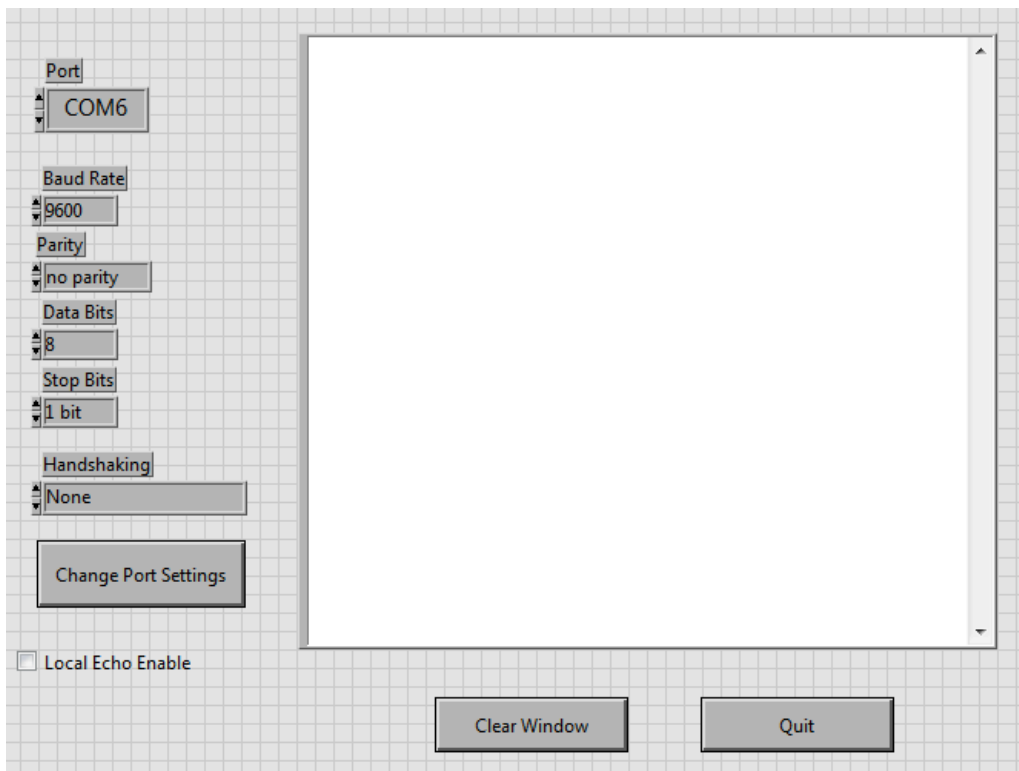 Port
COM6
Baud Rate
9600
Parity
no parity
Data Bits
8
Stop Bits
1 bit
Handshaking
None
Change Port Settings
Local Echo Enable
Clear Window
Quit